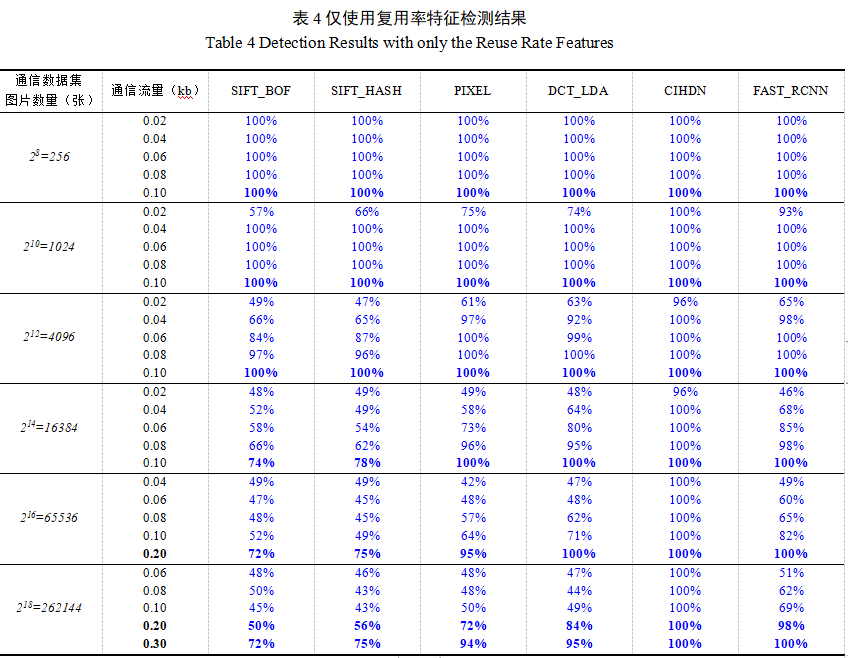 表 4 仅使用复用率特征检测结果
Table 4 Detection Results with only the Reuse Rate Features
通信数据集图片数量（张） 通信流量（kb） SIFT_BOF SIFT_HASH PIXEL DCT_LDA CIHDN FAST_RCNN
0.02 100% 100% 100% 100% 100% 100%
0.04 100% 100% 100% 100% 100% 100%
2^8=256 0.06 100% 100% 100% 100% 100% 100%
0.08 100% 100% 100% 100% 100% 100%
0.10 100% 100% 100% 100% 100% 100%
0.02 57% 66% 75% 74% 100% 93%
0.04 100% 100% 100% 100% 100% 100%
2^10=1024 0.06 100% 100% 100% 100% 100% 100%
0.08 100% 100% 100% 100% 100% 100%
0.10 100% 100% 100% 100% 100% 100%
0.02 49% 47% 61% 63% 96% 65%
0.04 66% 65% 97% 92% 100% 98%
2^12=4096 0.06 84% 87% 100% 99% 100% 100%
0.08 97% 96% 100% 100% 100% 100%
0.10 100% 100% 100% 100% 100% 100%
0.02 48% 49% 49% 48% 96% 46%
0.04 52% 49% 58% 64% 100% 68%
2^14=16384 0.06 58% 54% 73% 80% 100% 85%
0.08 66% 62% 96% 95% 100% 98%
0.10 74% 78% 100% 100% 100% 100%
0.04 49% 49% 42% 47% 100% 49%
0.06 47% 45% 48% 48% 100% 60%
2^16=65536 0.08 48% 45% 57% 62% 100% 65%
0.10 52% 49% 64% 71% 100% 82%
0.20 72% 75% 95% 100% 100% 100%
0.06 48% 46% 48% 47% 100% 51%
0.08 50% 43% 48% 44% 100% 62%
2^18=262144 0.10 45% 43% 50% 49% 100% 69%
0.20 50% 56% 72% 84% 100% 98%
0.30 72% 75% 94% 95% 100% 100%